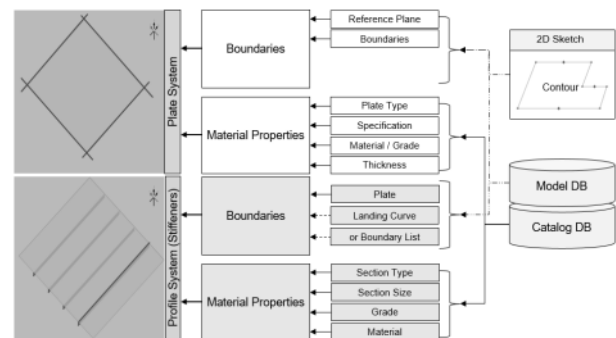 Plate System
Boundaries
Reference Plane
Boundaries
Material Properties
Plate Type
Specification
Material / Grade
Thickness
Profile System (Stiffeners)
Boundaries
Plate
Landing Curve
or Boundary List
Material Properties
Section Type
Section Size
Grade
Material
2D Sketch
Contour
Model DB
Catalog DB